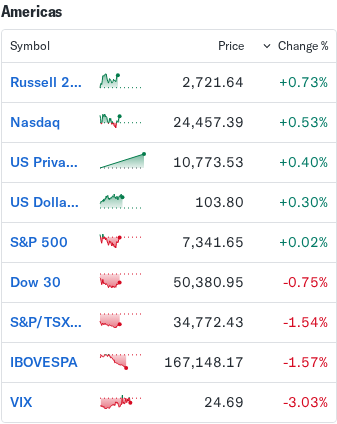 Americas
Symbol Price Change %
Russell 2... 2,721.64 +0.73%
Nasdaq 24,457.39 +0.53%
US Priva... 10,773.53 +0.40%
US Dolla... 103.80 +0.30%
S&P 500 7,341.65 +0.02%
Dow 30 50,380.95 -0.75%
S&P/TSX... 34,772.43 -1.54%
IBOVESPA 167,148.17 -1.57%
VIX 24.69 -3.03%